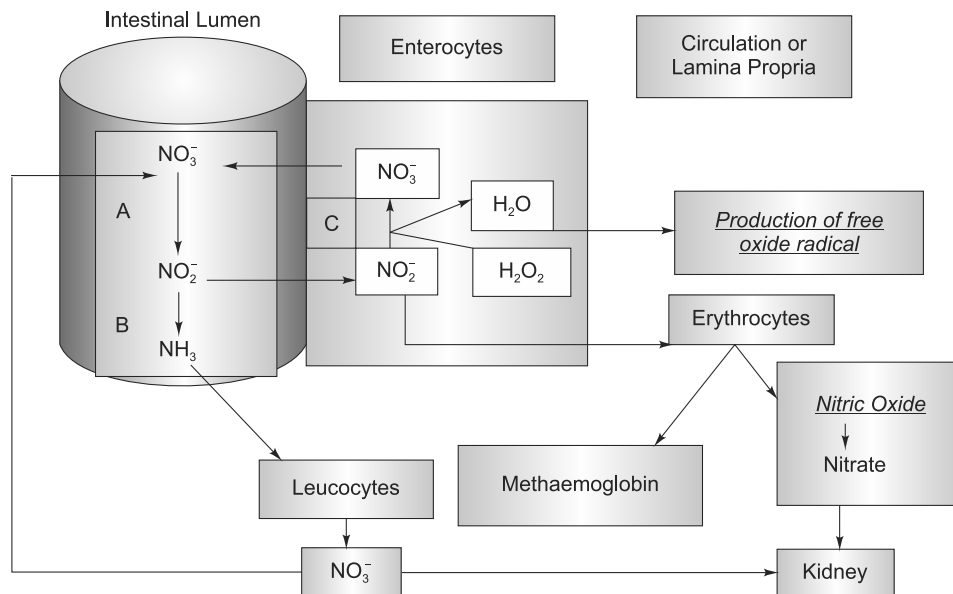 Intestinal Lumen
Enterocytes
Circulation or
Lamina Propria
NO₃⁻
A
NO₂⁻
B
NH₃
NO₃⁻
C
H₂O
NO₂⁻
H₂O₂
Production of free
oxide radical
Erythrocytes
Nitric Oxide
Nitrate
Methaemoglobin
Leucocytes
NO₃⁻
Kidney